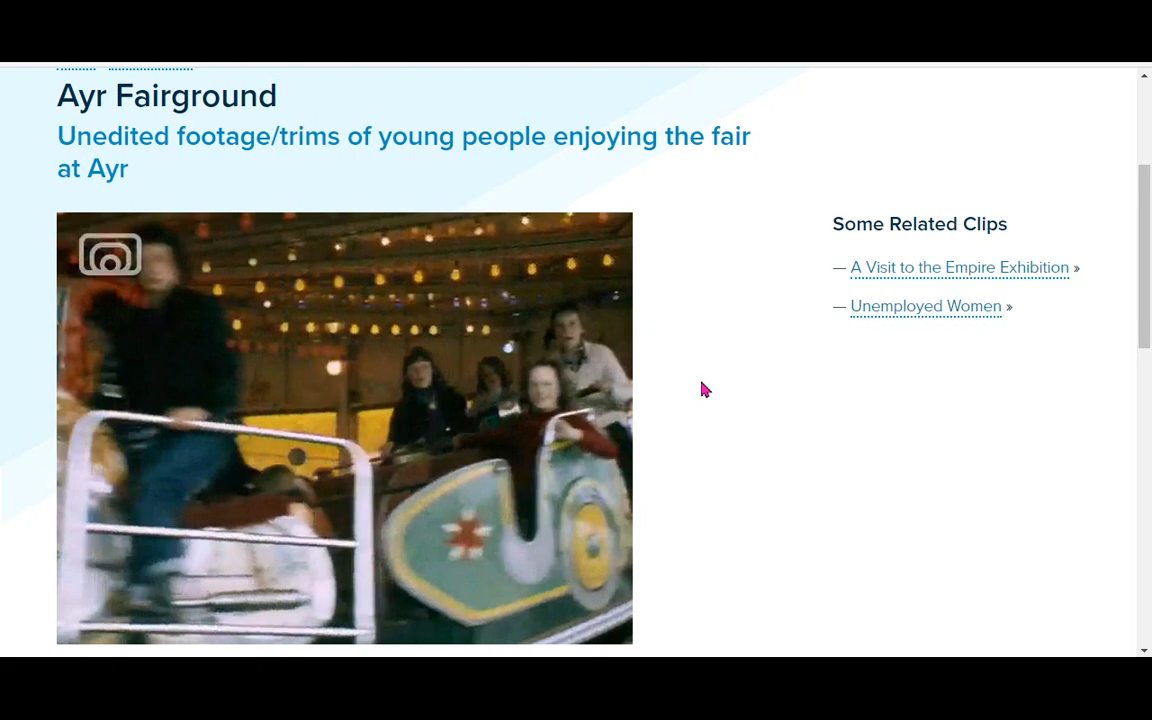 Ayr Fairground
Unedited footage/trims of young people enjoying the fair
at Ayr
Some Related Clips
— A Visit to the Empire Exhibition »
— Unemployed Women »